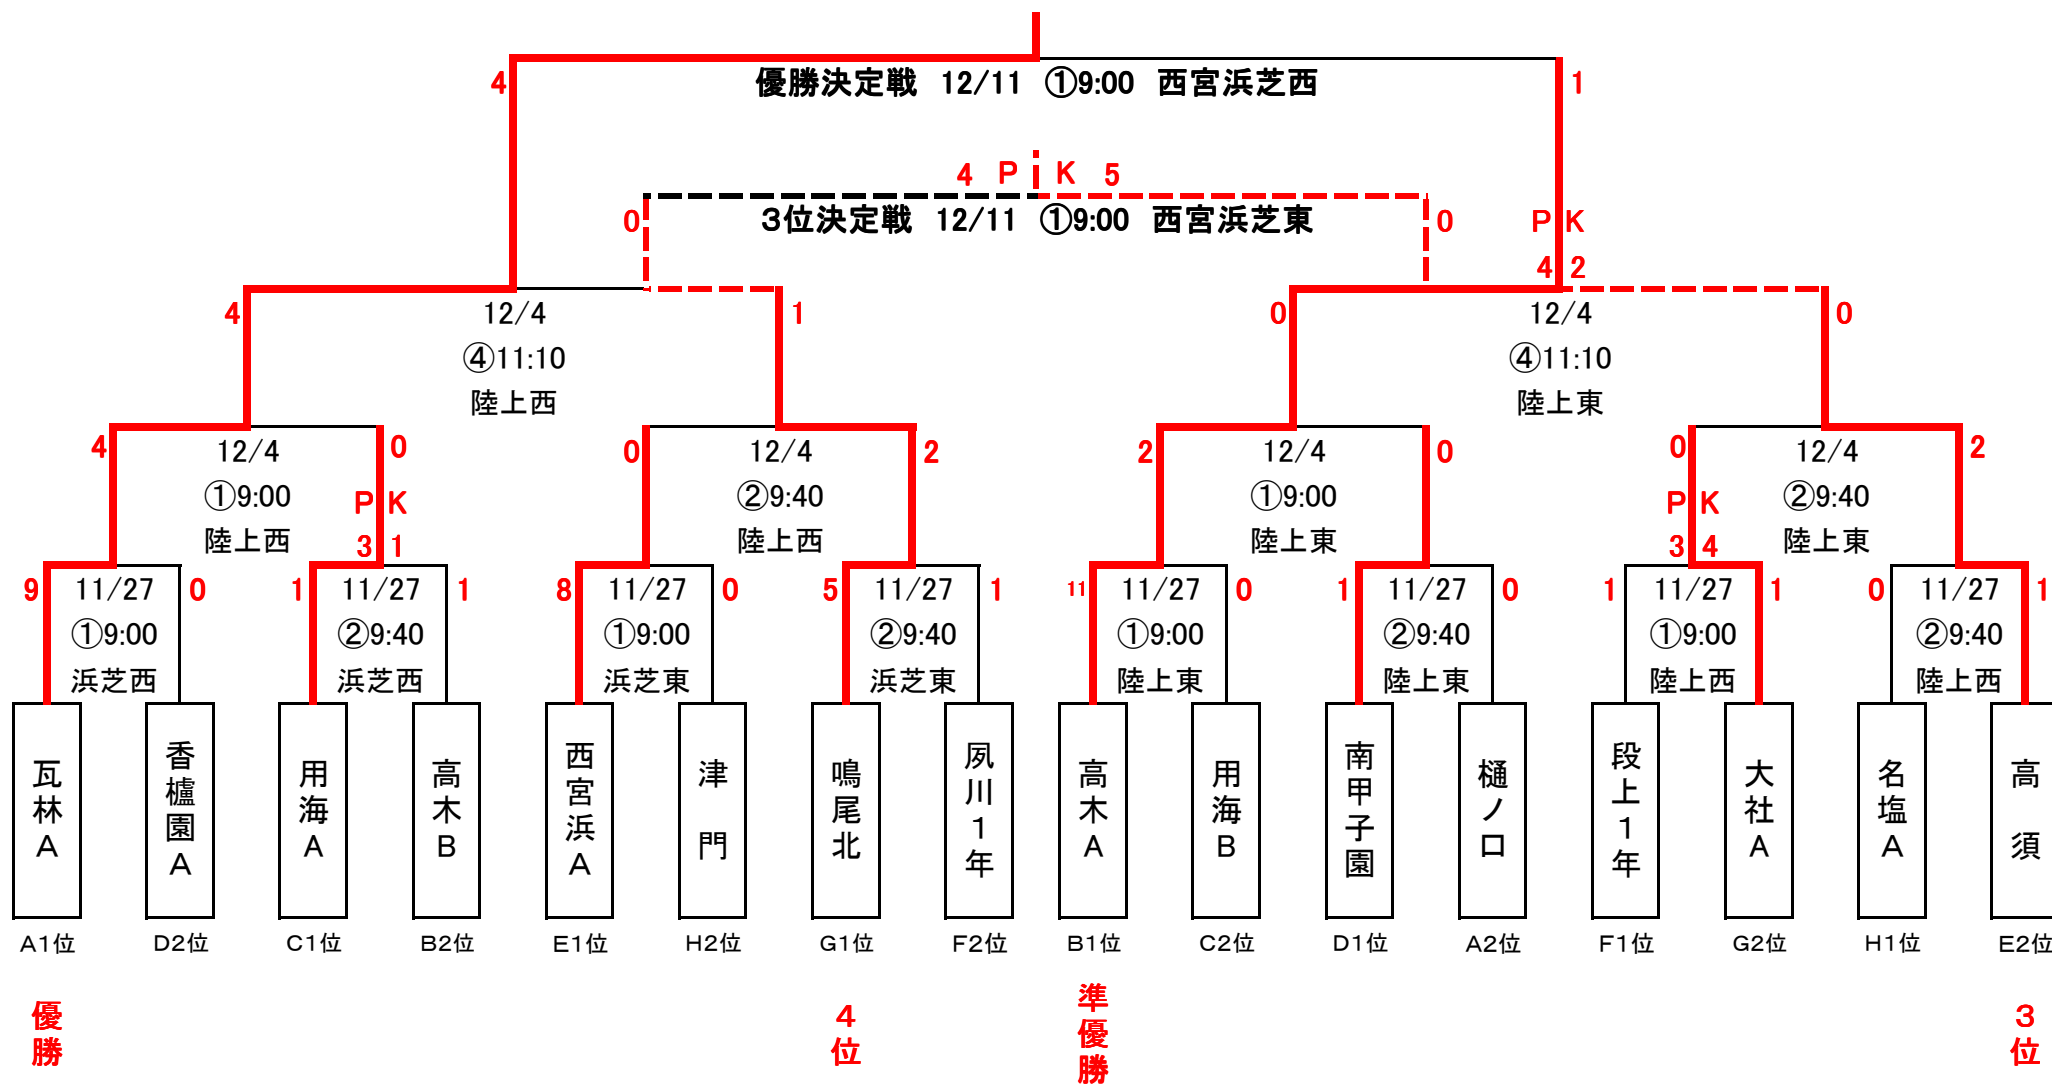 4 優勝決定戦 12/11 ①9:00 西宮浜芝西 1
4 P K 5
0 3位決定戦 12/11 ①9:00 西宮浜芝東 0 P K
4 2
4 12/4 1 0 12/4 0
④11:10 ④11:10
陸上西 陸上東
4 12/4 0 0 12/4 2 2 12/4 0 0 12/4 2
①9:00 P K ②9:40 ①9:00 P K ②9:40
陸上西 3 1 陸上西 陸上東 3 4 陸上東
9 11/27 0 1 11/27 1 8 11/27 0 5 11/27 1 11 11/27 0 1 11/27 0 1 11/27 1 0 11/27 1
①9:00 ②9:40 ①9:00 ②9:40 ①9:00 ②9:40 ①9:00 ②9:40
浜芝西 浜芝西 浜芝東 浜芝東 陸上東 陸上東 陸上西 陸上西
瓦林A
香櫨園A
用海A
高木B
西宮浜A
津門
鳴尾北
夙川1年
高木A
用海B
南甲子園
樋ノ口
段上1年
大社A
名塩A
高須
A1位 D2位 C1位 B2位 E1位 H2位 G1位 F2位 B1位 C2位 D1位 A2位 F1位 G2位 H1位 E2位
優勝
4位
準優勝
3位